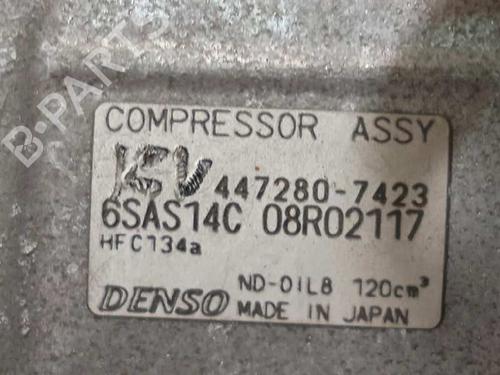 B-PARTS
COMPRESSOR ASSY
447280-7423
6SAS14C 08R02117
HFC134a
ND-OIL8 120cm³
DENSO MADE IN JAPAN